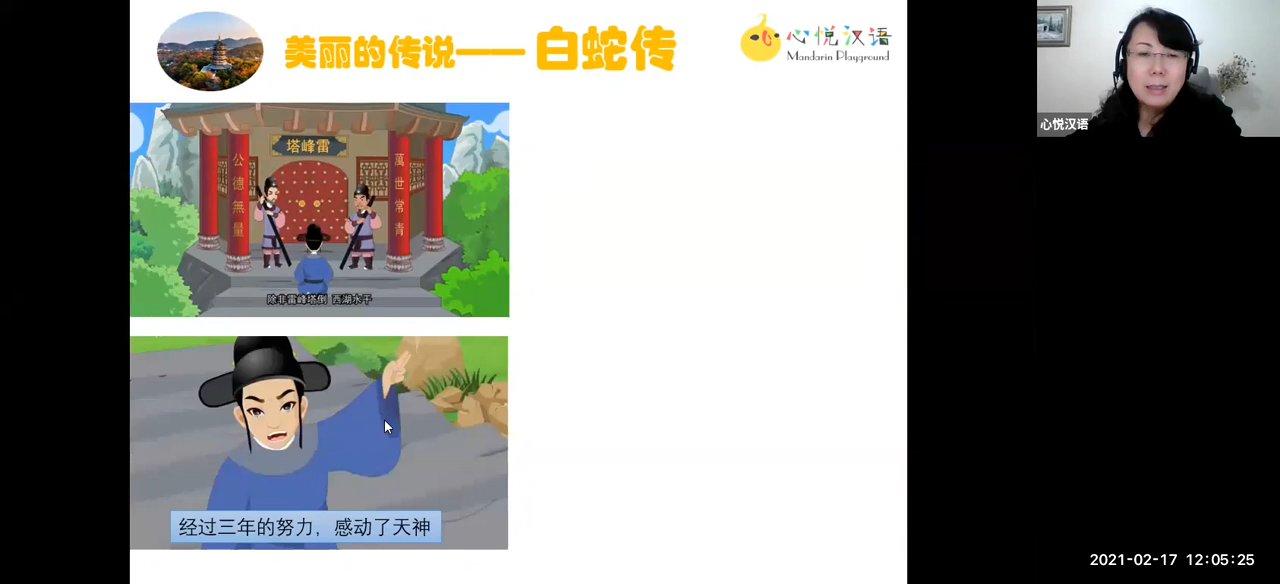 美丽的传说——白蛇传
心悦汉语
Mandarin Playground
心悦汉语
塔峰雷
公德無量
萬世常青
除非雷峰塔倒 西湖水干
经过三年的努力，感动了天神
2021-02-17 12:05:25